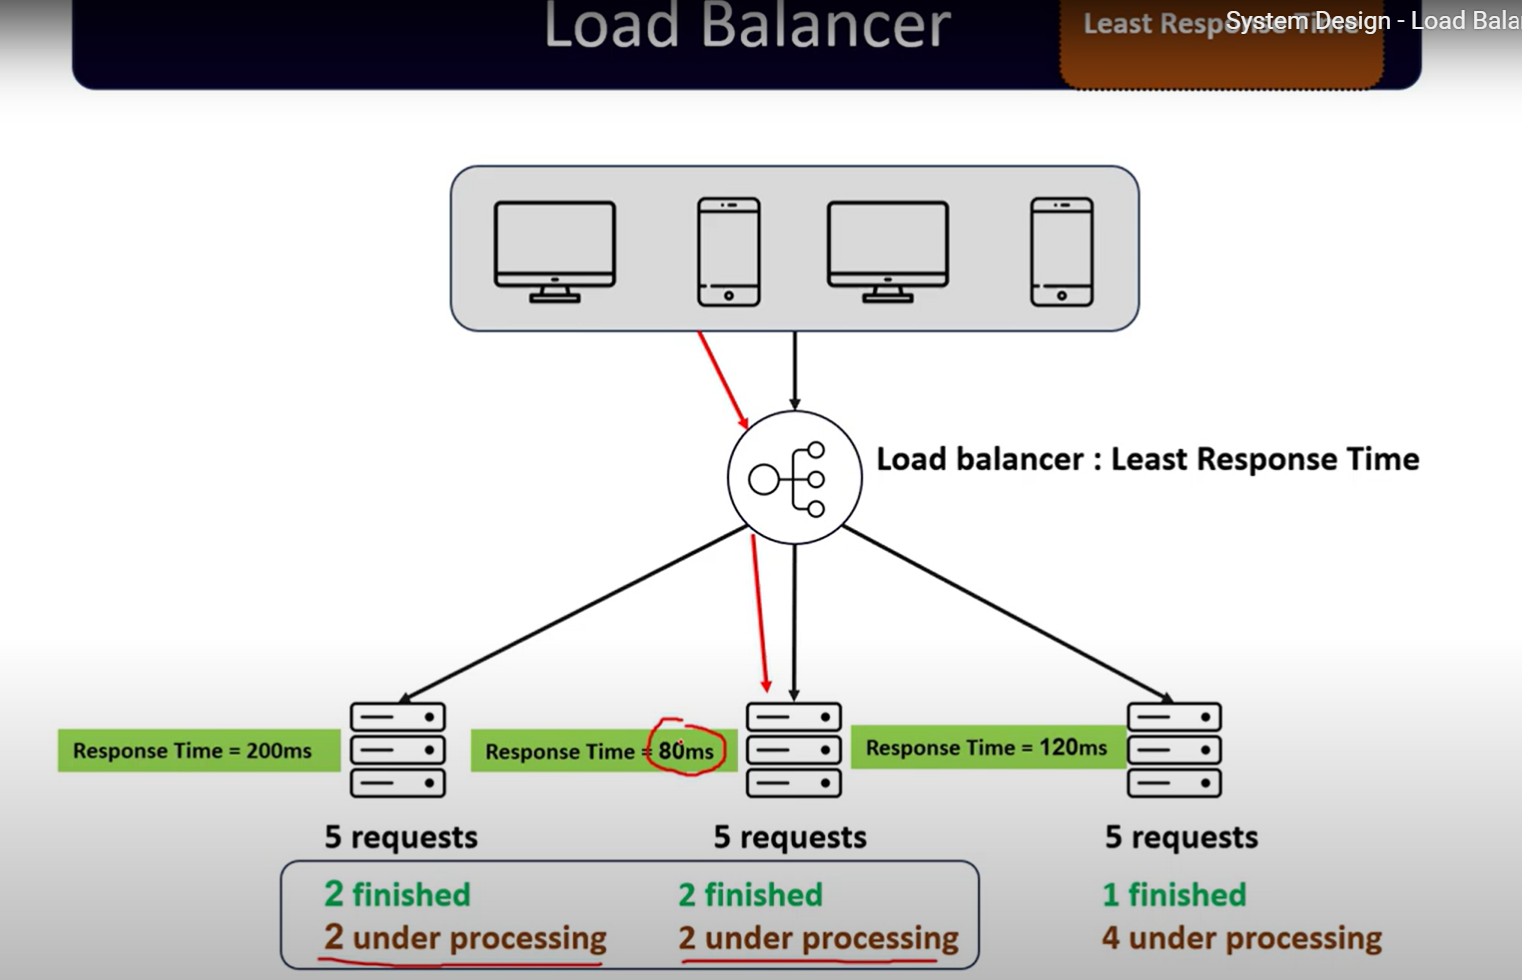 Load Balancer
Least Response Time
System Design - Load Bala
Load balancer : Least Response Time
Response Time = 200ms
Response Time = 80ms
Response Time = 120ms
5 requests
5 requests
5 requests
2 finished
2 finished
1 finished
2 under processing
2 under processing
4 under processing